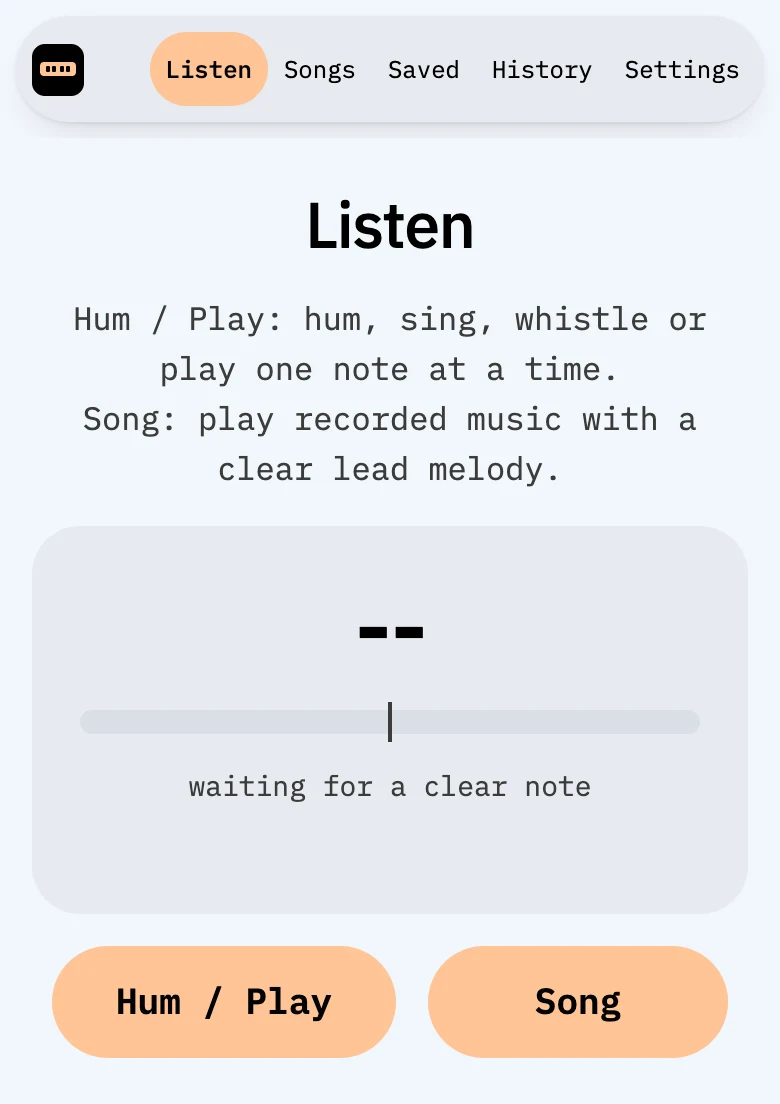 Listen Songs Saved History Settings
Listen
Hum / Play: hum, sing, whistle or
play one note at a time.
Song: play recorded music with a
clear lead melody.
--
waiting for a clear note
Hum / Play Song